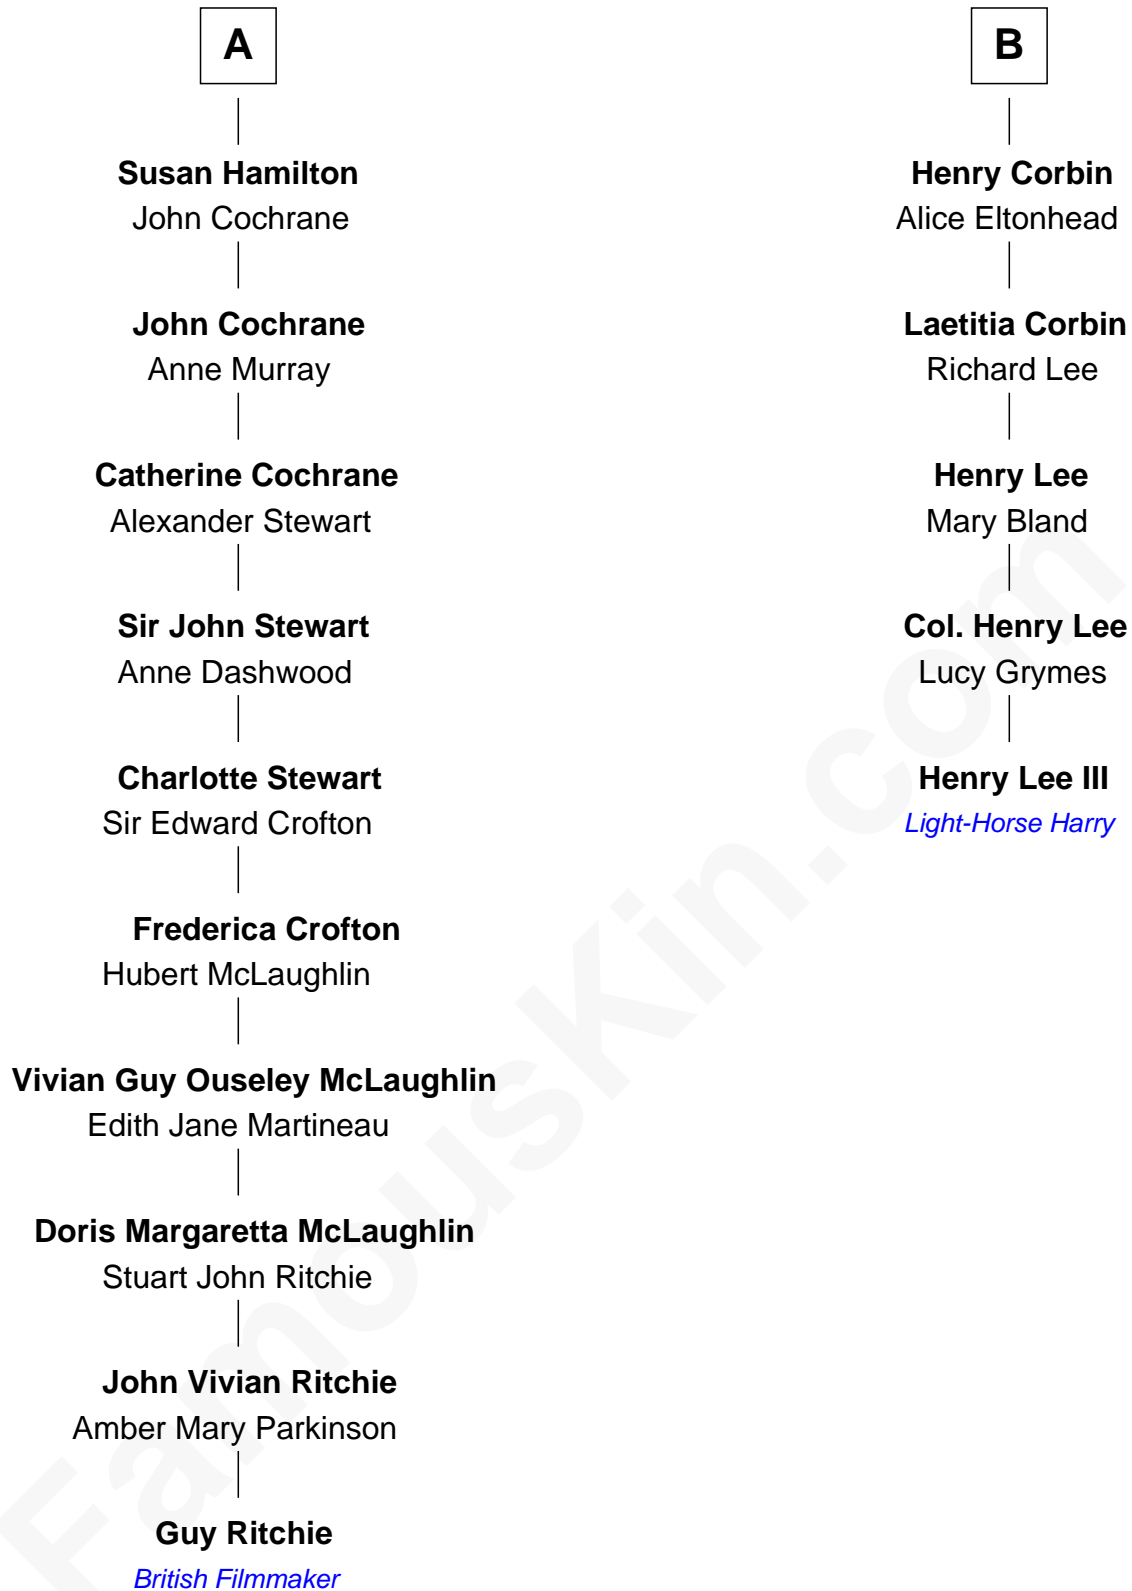 A
Susan Hamilton
John Cochrane
John Cochrane
Anne Murray
Catherine Cochrane
Alexander Stewart
Sir John Stewart
Anne Dashwood
Charlotte Stewart
Sir Edward Crofton
Frederica Crofton
Hubert McLaughlin
Vivian Guy Ouseley McLaughlin
Edith Jane Martineau
Doris Margaretta McLaughlin
Stuart John Ritchie
John Vivian Ritchie
Amber Mary Parkinson
Guy Ritchie
British Filmmaker
B
Henry Corbin
Alice Eltonhead
Laetitia Corbin
Richard Lee
Henry Lee
Mary Bland
Col. Henry Lee
Lucy Grymes
Henry Lee III
Light-Horse Harry
FamousKin.com